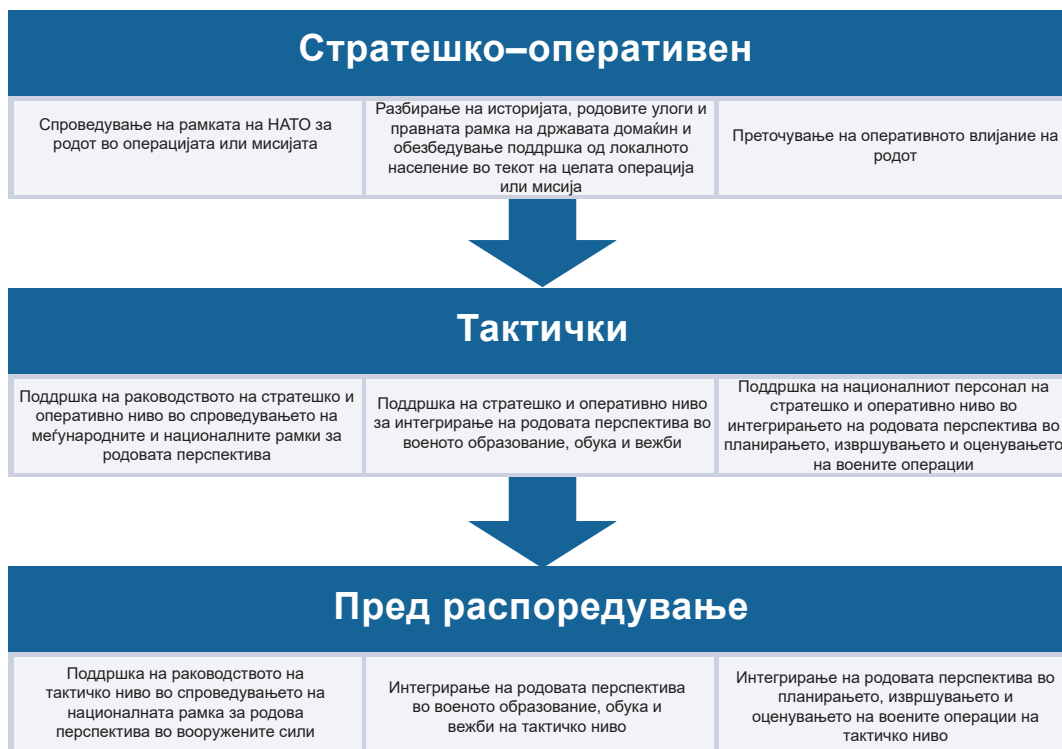 Стратешко–оперативен
Спроведување на рамката на НАТО за
родот во операцијата или мисијата
Разбирање на историјата, родовите улоги и
правната рамка на државата домаќин и
обезбедување поддршка од локалното
население во текот на целата операција
или мисија
Преточување на оперативното влијание на
родот
Тактички
Поддршка на раководството на стратешко и
оперативно ниво во спроведувањето на
меѓународните и националните рамки за
родовата перспектива
Поддршка на стратешко и оперативно ниво
за интегрирање на родовата перспектива во
военото образование, обука и вежби
Поддршка на националниот персонал на
стратешко и оперативно ниво во
интегрирањето на родовата перспектива во
планирањето, извршувањето и оценувањето
на воените операции
Пред распоредување
Поддршка на раководството на
тактичко ниво во спроведувањето на
националната рамка за родова
перспектива во вооружените сили
Интегрирање на родовата перспектива
во военото образование, обука и
вежби на тактичко ниво
Интегрирање на родовата перспектива во
планирањето, извршувањето и
оценувањето на воените операции на
тактичко ниво